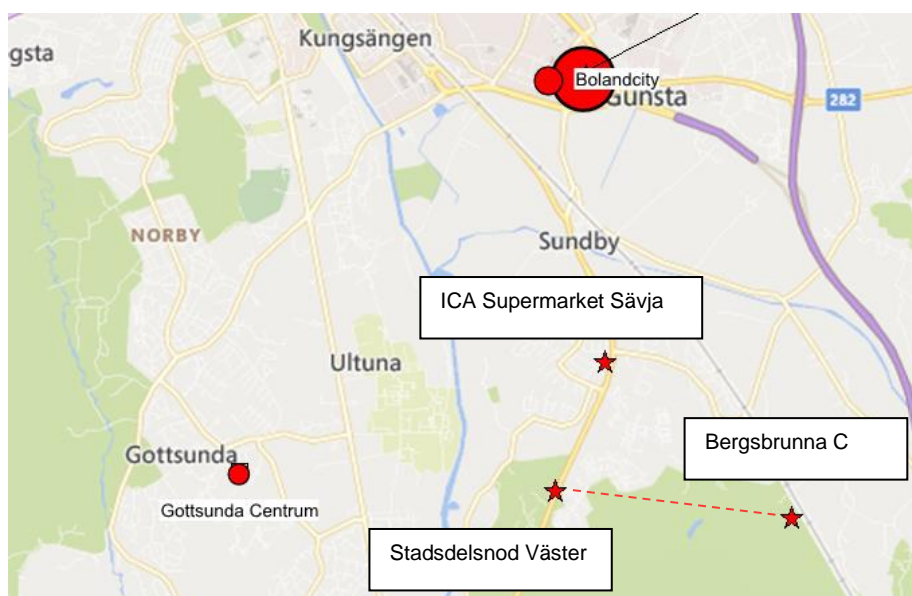 Kungsängen
gsta
Bolandcity
Gunsta
282
NORBY
Sundby
ICA Supermarket Sävja
Ultuna
Bergsbrunna C
Gottsunda
Gottsunda Centrum
Stadsdelsnod Väster